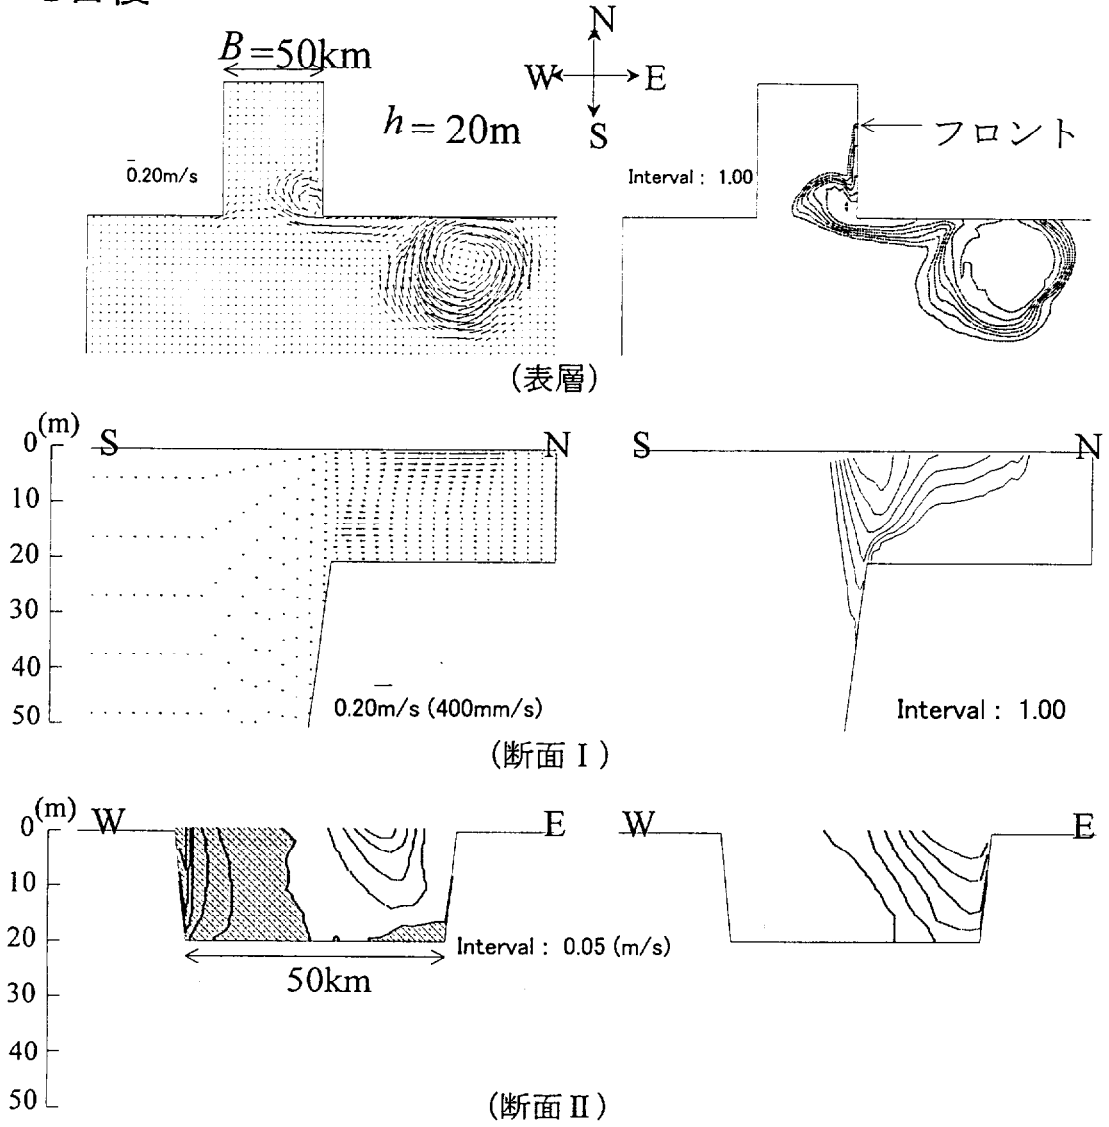 B=50km
N
W E
S
h = 20m
フロント
0.20m/s
Interval : 1.00
(表層)
(m)
0
10
20
30
40
50
S
N
0.20m/s (400mm/s)
S
N
Interval : 1.00
(断面 I)
(m)
0
10
20
30
40
50
W
E
Interval : 0.05 (m/s)
50km
W
E
(断面 II)